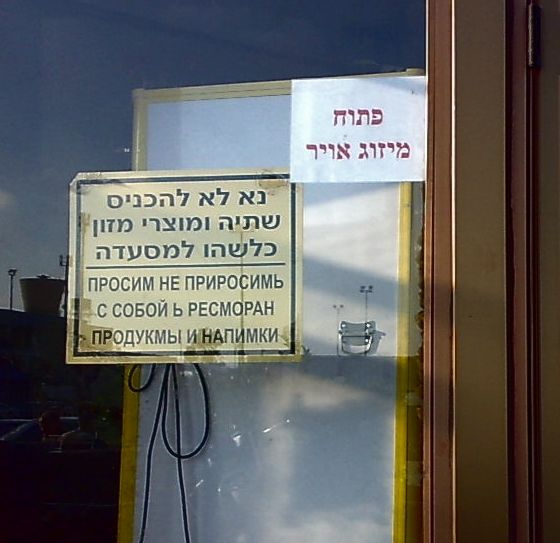 פתוח
מיזוג אויר
נא לא להכניס
שתיה ומוצרי מזון
כלשהו למסעדה
ПРОСИМ НЕ ПРИРОСИМЬ
С СОБОЙ Ь РЕСМОРАН
ПРОДУКМЫ И НАПИМКИ